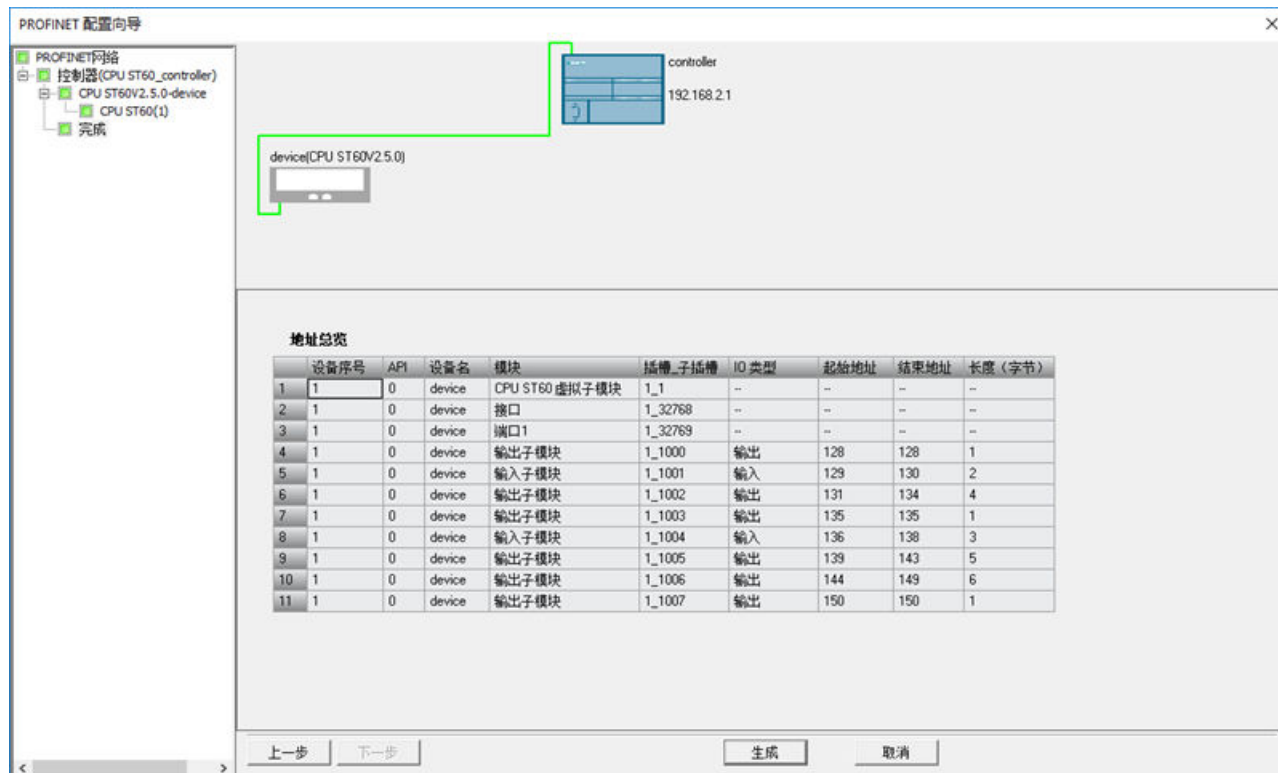 PROFINET 配置向导
PROFINET网络
控制器(CPU ST60_controller)
CPU ST60V2.5.0-device
CPU ST60(1)
完成
controller
192.168.2.1
device(CPU ST60V2.5.0)
地址总览
设备序号 API 设备名 模块 插槽_子插槽 IO 类型 起始地址 结束地址 长度（字节）
1 1 0 device CPU ST60 虚拟子模块 1_1 -- -- -- --
2 1 0 device 接口 1_32768 -- -- -- --
3 1 0 device 端口1 1_32769 -- -- -- --
4 1 0 device 输出子模块 1_1000 输出 128 128 1
5 1 0 device 输入子模块 1_1001 输入 129 130 2
6 1 0 device 输出子模块 1_1002 输出 131 134 4
7 1 0 device 输出子模块 1_1003 输出 135 135 1
8 1 0 device 输入子模块 1_1004 输入 136 138 3
9 1 0 device 输出子模块 1_1005 输出 139 143 5
10 1 0 device 输出子模块 1_1006 输出 144 149 6
11 1 0 device 输出子模块 1_1007 输出 150 150 1
上一步 下一步 生成 取消